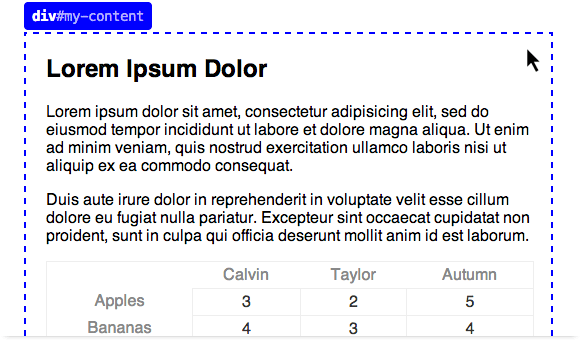 div#my-content
Lorem Ipsum Dolor
Lorem ipsum dolor sit amet, consectetur adipisicing elit, sed do
eiusmod tempor incididunt ut labore et dolore magna aliqua. Ut enim
ad minim veniam, quis nostrud exercitation ullamco laboris nisi ut
aliquip ex ea commodo consequat.
Duis aute irure dolor in reprehenderit in voluptate velit esse cillum
dolore eu fugiat nulla pariatur. Excepteur sint occaecat cupidatat non
proident, sunt in culpa qui officia deserunt mollit anim id est laborum.
Calvin Taylor Autumn
Apples 3 2 5
Bananas 4 3 4